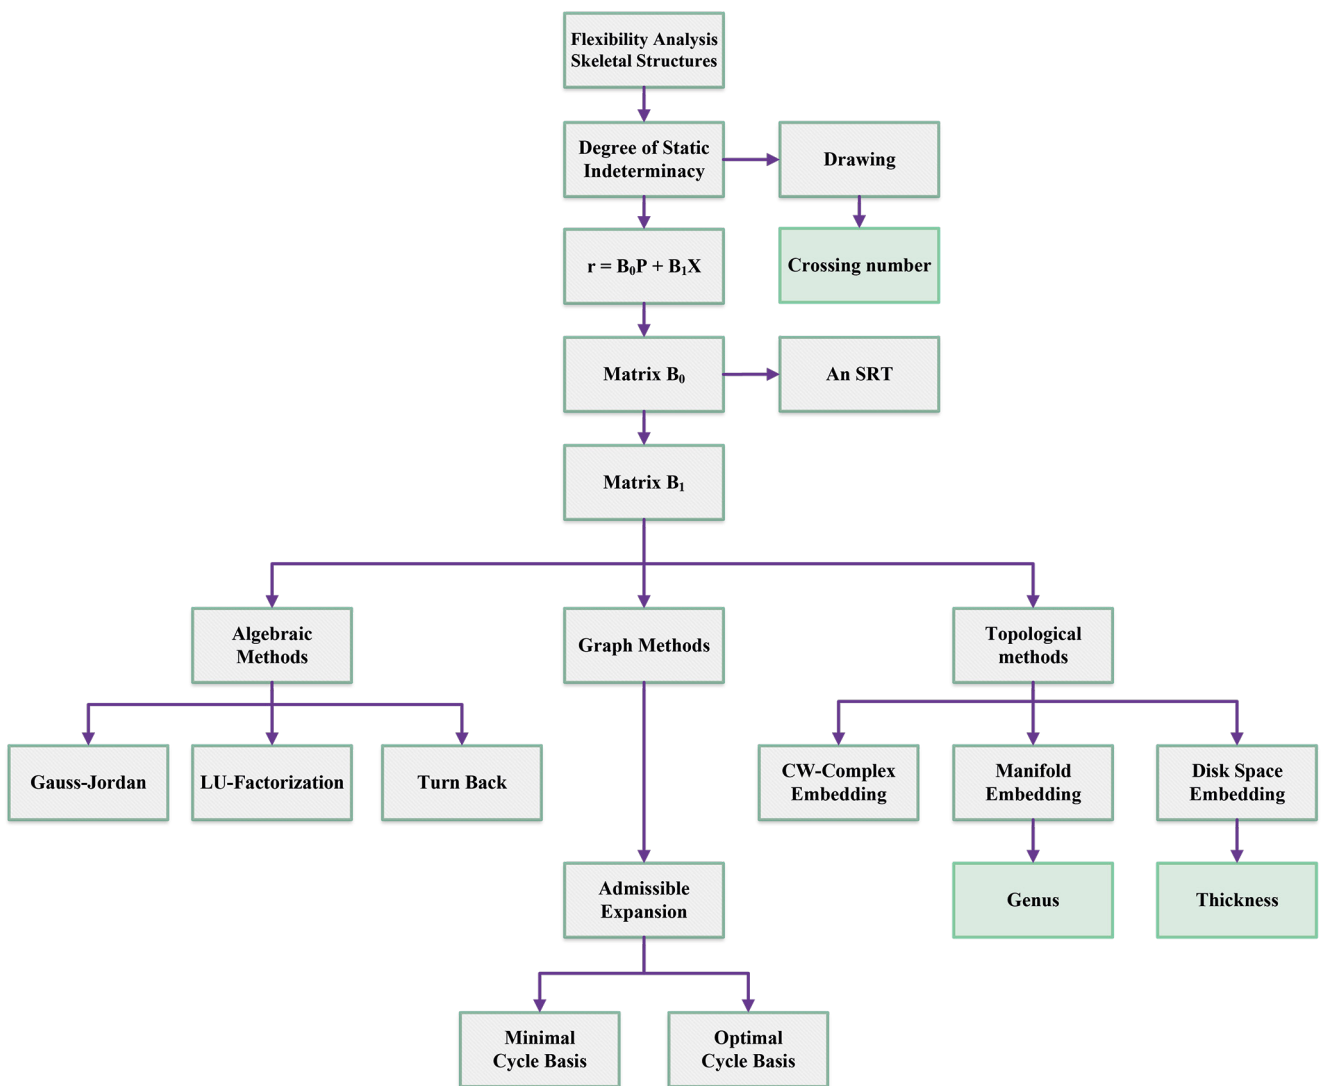 Flexibility Analysis
Skeletal Structures
Degree of Static
Indeterminacy
Drawing
r = B₀P + B₁X
Crossing number
Matrix B₀
An SRT
Matrix B₁
Algebraic
Methods
Graph Methods
Topological
methods
Gauss-Jordan
LU-Factorization
Turn Back
CW-Complex
Embedding
Manifold
Embedding
Disk Space
Embedding
Admissible
Expansion
Genus
Thickness
Minimal
Cycle Basis
Optimal
Cycle Basis